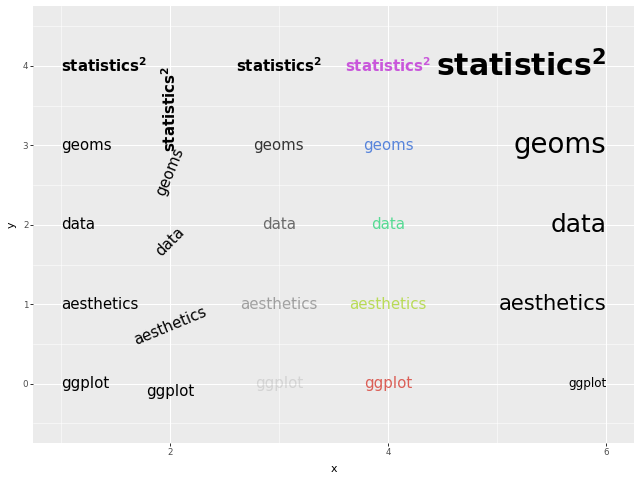 4 statistics² statistics² statistics² statistics² statistics²
3 geoms geoms geoms geoms geoms
2 data data data data data
1 aesthetics aesthetics aesthetics aesthetics aesthetics
0 ggplot ggplot ggplot ggplot ggplot
y
2 4 6
x